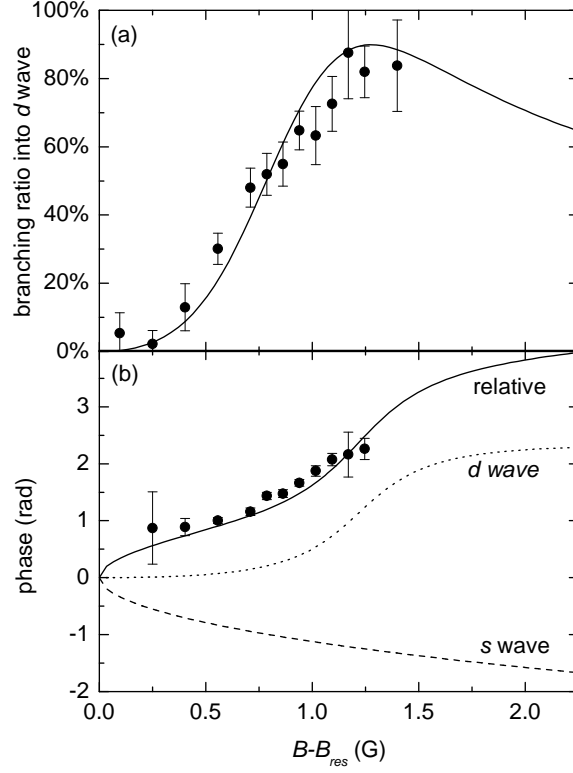 100%
(a)
80%
60%
40%
20%
0%
branching ratio into d wave
(b)
relative
3
d wave
2
1
0
-1
s wave
-2
phase (rad)
0.0
0.5
1.0
1.5
2.0
B-Bres (G)